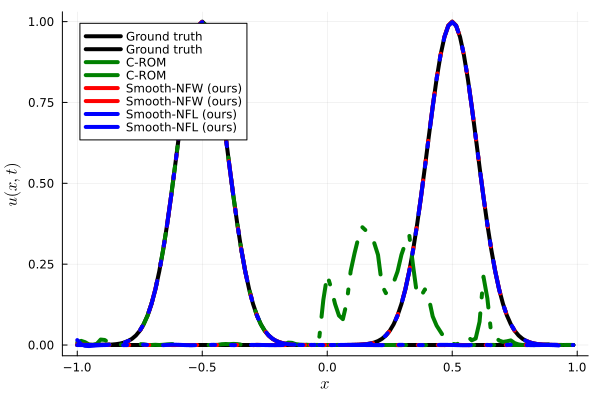 1.00
0.75
0.50
0.25
0.00
u(x, t)
Ground truth
Ground truth
C-ROM
C-ROM
Smooth-NFW (ours)
Smooth-NFW (ours)
Smooth-NFL (ours)
Smooth-NFL (ours)
−1.0 −0.5 0.0 0.5 1.0
x